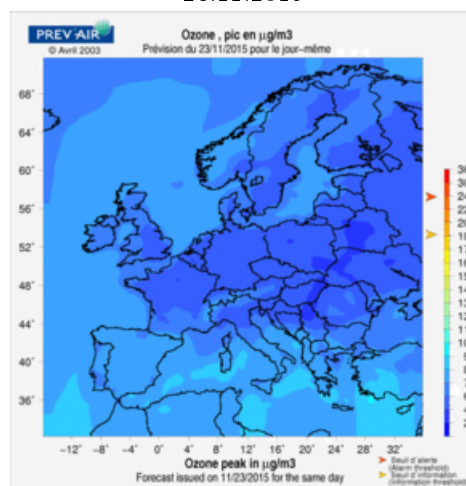 PREV'AIR
© Avril 2003
Ozone , pic en µg/m3
Prévision du 23/11/2015 pour le jour-même
68°
64°
60°
56°
52°
48°
44°
40°
36°
−12° −8° −4° 0° 4° 8° 12° 16° 20° 24° 28° 32°
Ozone peak in µg/m3
Forecast issued on 11/23/2015 for the same day
Seuil d'alerte
(Alarm threshold)
Seuil d'information
(Information threshold)